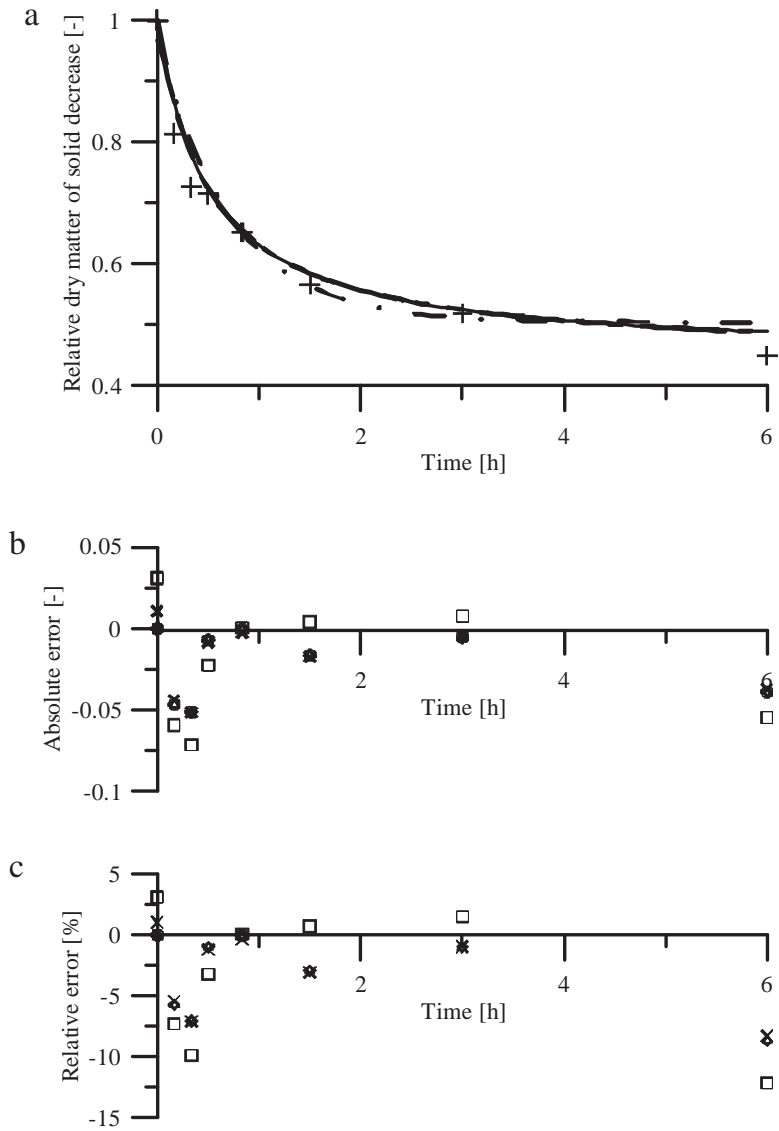 a
Relative dry matter of solid decrease [-]
1
0.8
0.6
0.4
0
2
4
6
Time [h]
b
Absolute error [-]
0.05
0
-0.05
-0.1
2
4
6
Time [h]
c
Relative error [%]
5
0
-5
-10
-15
2
4
6
Time [h]